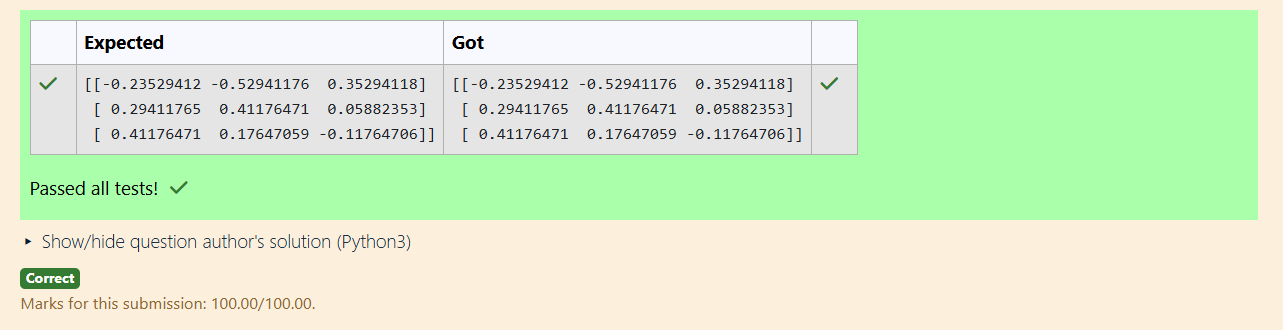 Expected Got
[[-0.23529412 -0.52941176  0.35294118] [[-0.23529412 -0.52941176  0.35294118]
[ 0.29411765  0.41176471  0.05882353] [ 0.29411765  0.41176471  0.05882353]
[ 0.41176471  0.17647059 -0.11764706]] [ 0.41176471  0.17647059 -0.11764706]]
Passed all tests!
Show/hide question author's solution (Python3)
Correct
Marks for this submission: 100.00/100.00.